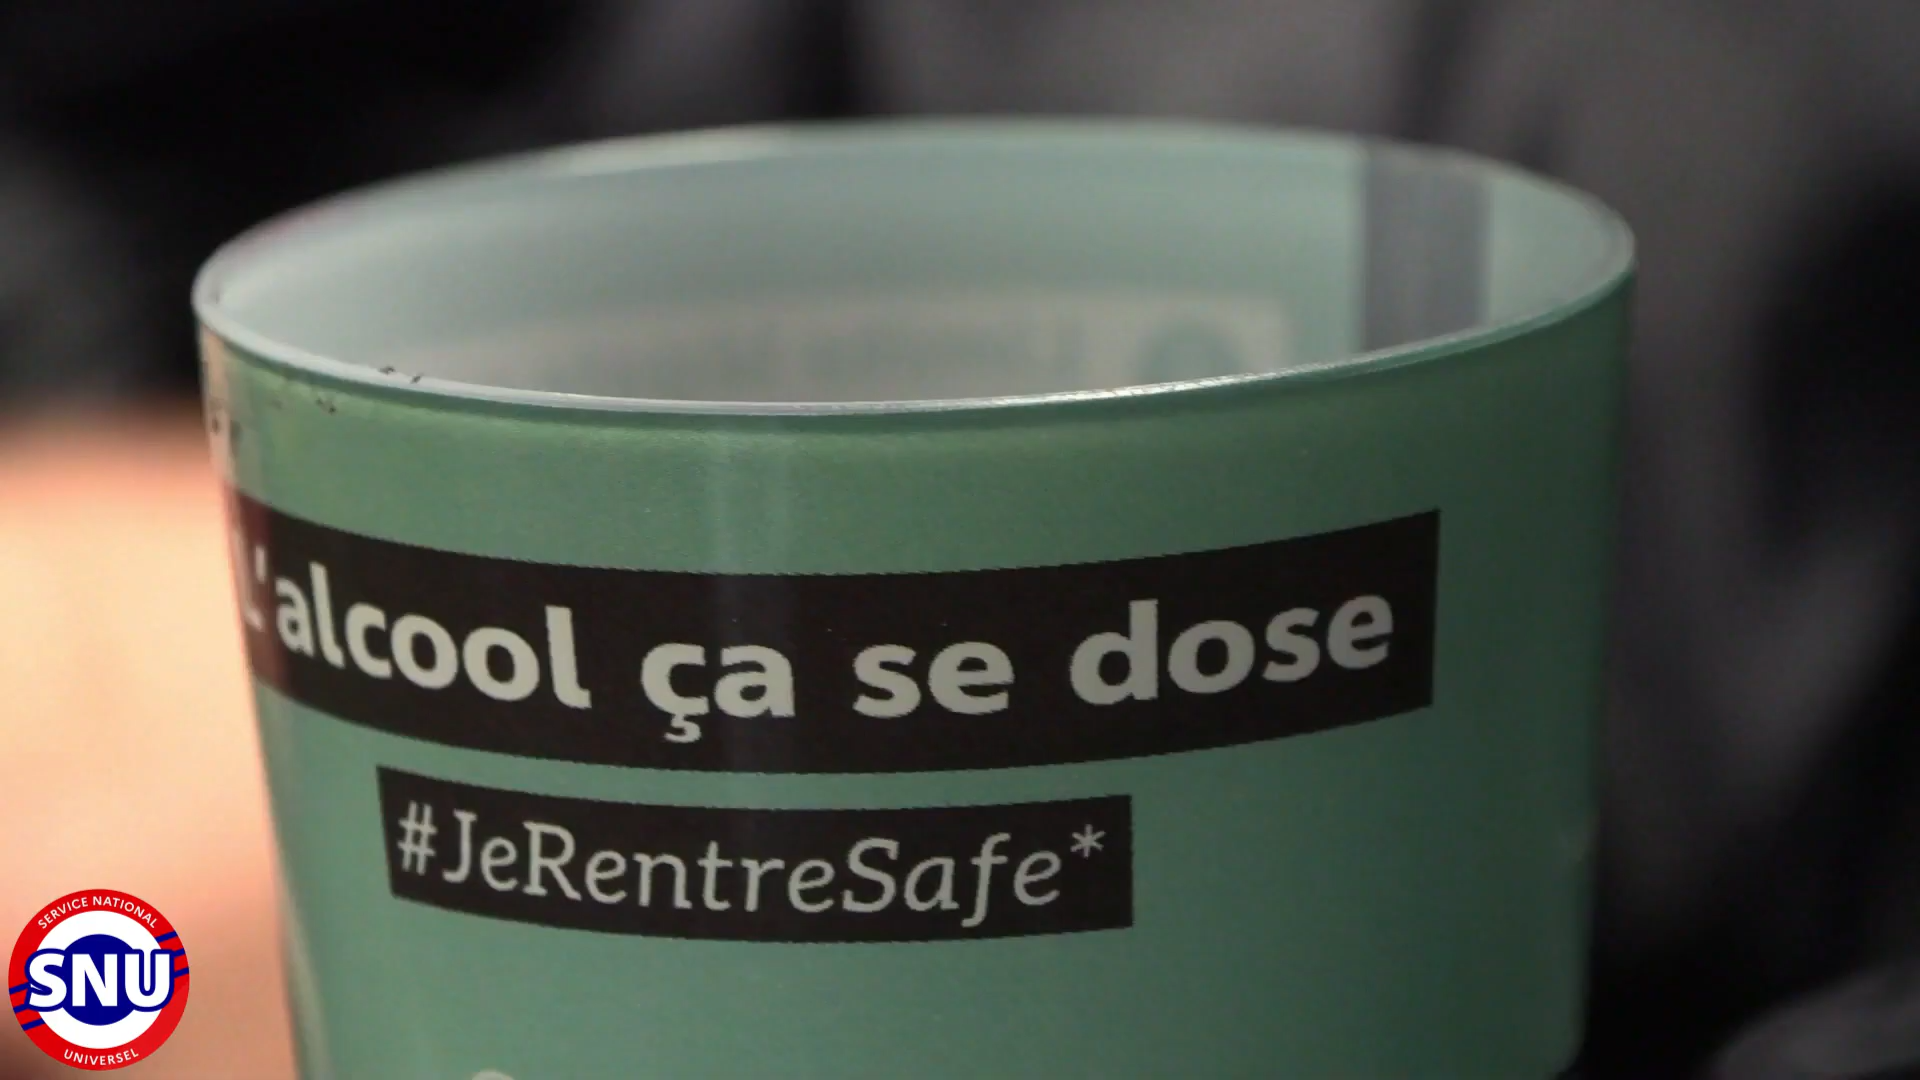 L'alcool ça se dose
#JeRentreSafe*
SERVICE NATIONAL
SNU
UNIVERSEL